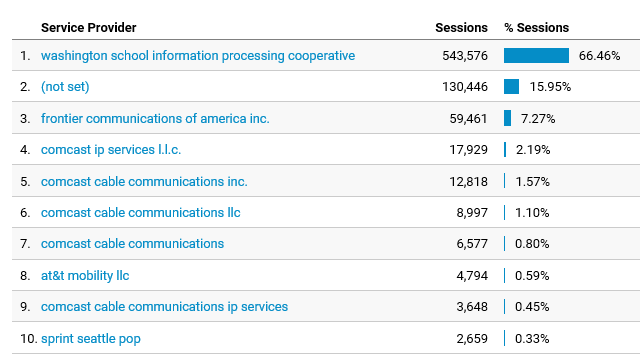 Service Provider Sessions % Sessions
1. washington school information processing cooperative 543,576 66.46%
2. (not set) 130,446 15.95%
3. frontier communications of america inc. 59,461 7.27%
4. comcast ip services l.l.c. 17,929 2.19%
5. comcast cable communications inc. 12,818 1.57%
6. comcast cable communications llc 8,997 1.10%
7. comcast cable communications 6,577 0.80%
8. at&t mobility llc 4,794 0.59%
9. comcast cable communications ip services 3,648 0.45%
10. sprint seattle pop 2,659 0.33%